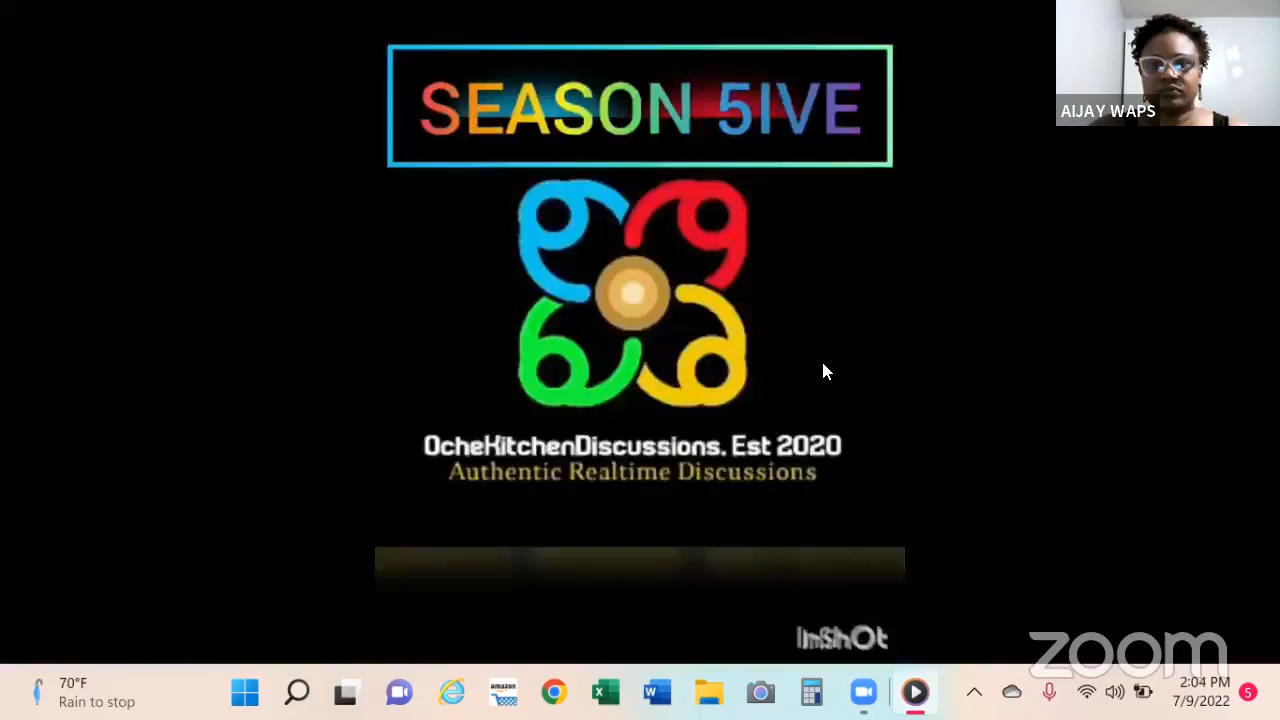 SEASON 5IVE
AIJAY WAPS
OcheKitchenDiscussions. Est 2020
Authentic Realtime Discussions
InShOt
zoom
70°F
Rain to stop
amazon
2:04 PM
7/9/2022
5